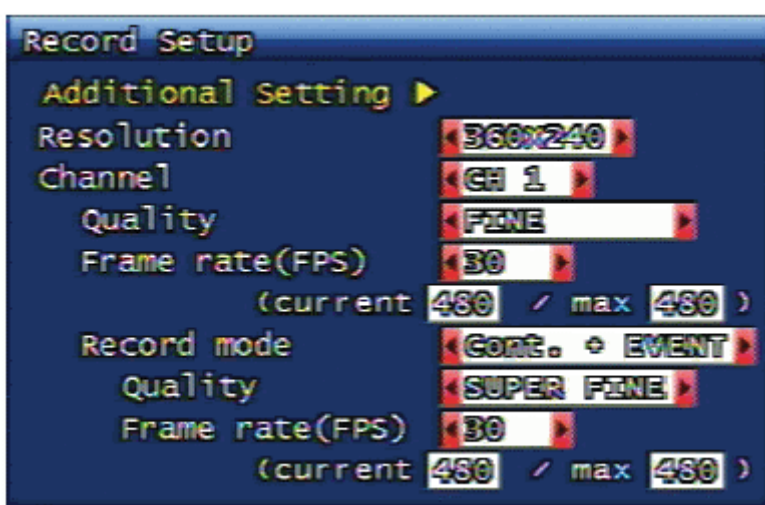 Record Setup
Additional Setting
Resolution 360X240
Channel CH 1
Quality FINE
Frame rate(FPS) 30
(current 480 / max 480 )
Record mode Cont. + EVENT
Quality SUPER FINE
Frame rate(FPS) 30
(current 480 / max 480 )